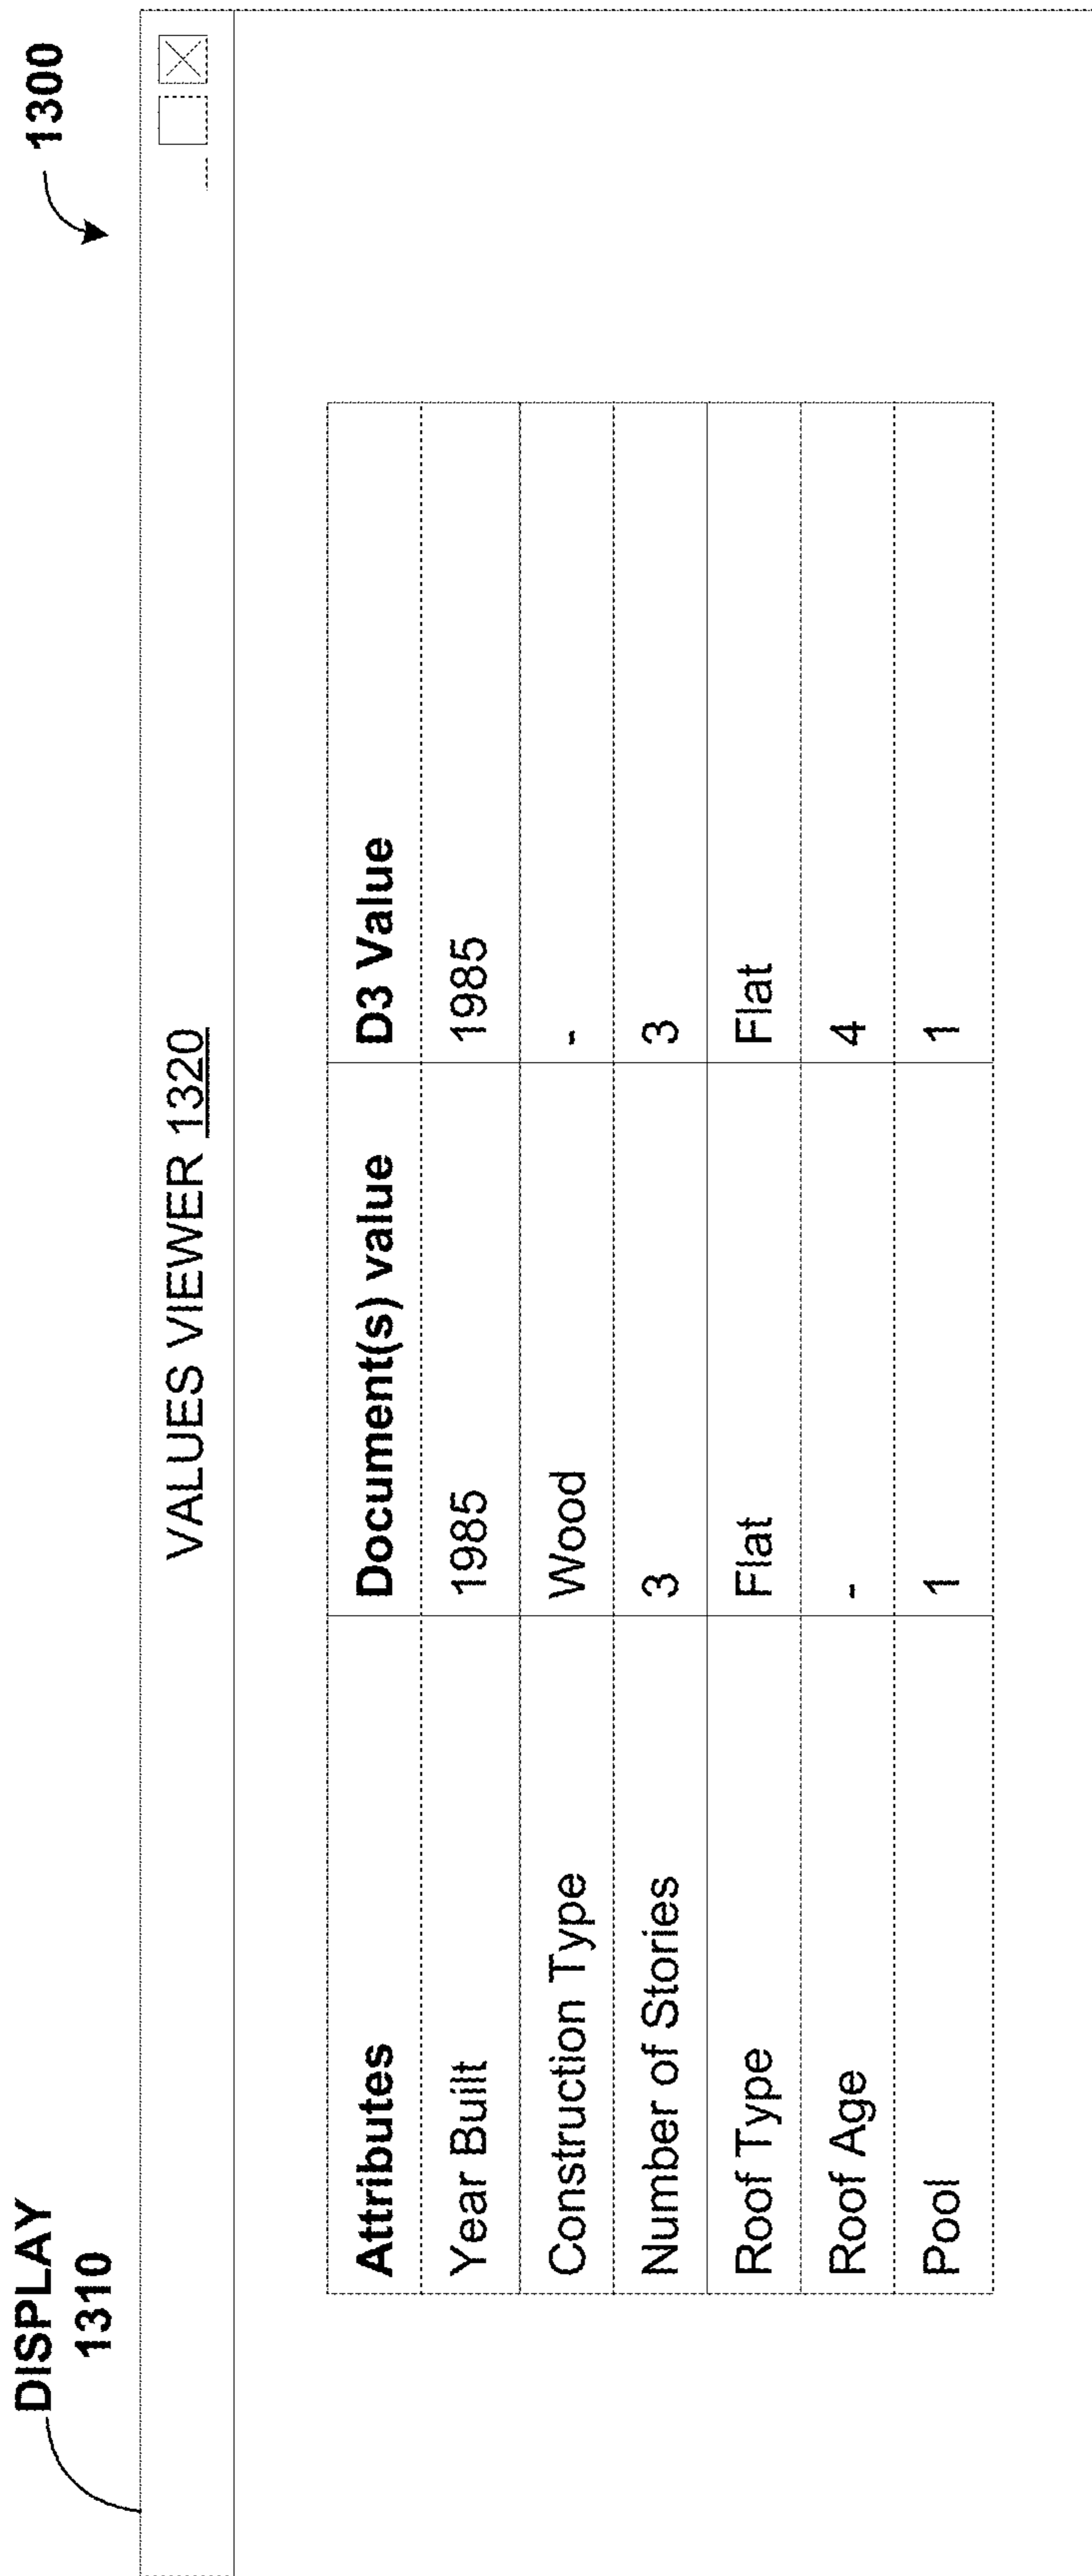 1300
DISPLAY
1310
VALUES VIEWER 1320
Attributes Document(s) value D3 Value
Year Built 1985 1985
Construction Type Wood -
Number of Stories 3 3
Roof Type Flat Flat
Roof Age - 4
Pool 1 1